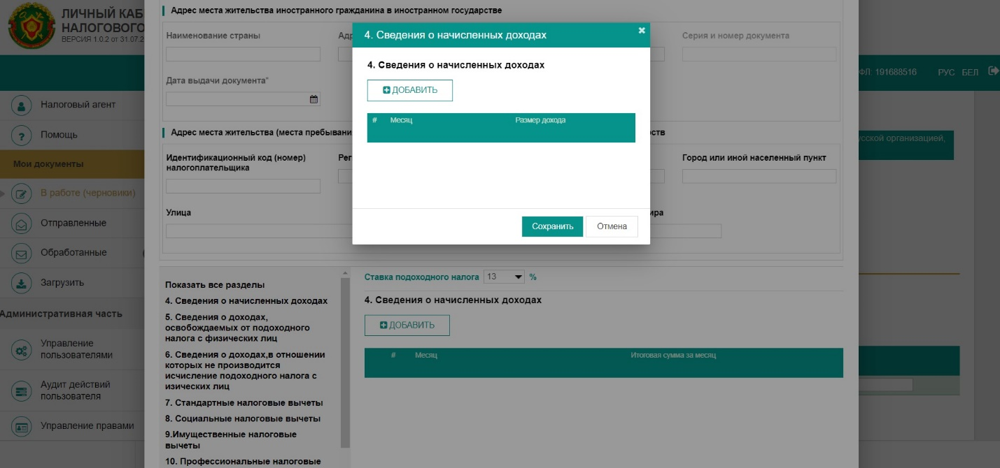 ЛИЧНЫЙ КАБ
НАЛОГОВОГО
ВЕРСИЯ 1.0.2 от 31.07.2
ФЛ 191688516 РУС БЕЛ
Налоговый агент
Помощь
Мои документы
В работе (черновики)
Отправленные
Обработанные
Загрузить
Административная часть
Управление
пользователями
Аудит действий
пользователя
Управление правами
Адрес места жительства иностранного гражданина в иностранном государстве
Наименование страны Адр Серия и номер документа
Дата выдачи документа*
Адрес места жительства (места пребывани ств
Идентификационный код (номер)
налогоплательщика
Рег
Город или иной населенный пункт
Улица ира
усской организацией,
4. Сведения о начисленных доходах
4. Сведения о начисленных доходах
ДОБАВИТЬ
# Месяц Размер дохода
Сохранить Отмена
Показать все разделы
4. Сведения о начисленных доходах
5. Сведения о доходах,
освобождаемых от подоходного
налога с физических лиц
6. Сведения о доходах,в отношении
которых не производится
исчисление подоходного налога с
изических лиц
7. Стандартные налоговые вычеты
8. Социальные налоговые вычеты
9.Имущественные налоговые
вычеты
10. Профессиональные налоговые
Ставка подоходного налога 13 %
4. Сведения о начисленных доходах
ДОБАВИТЬ
# Месяц Итоговая сумма за месяц